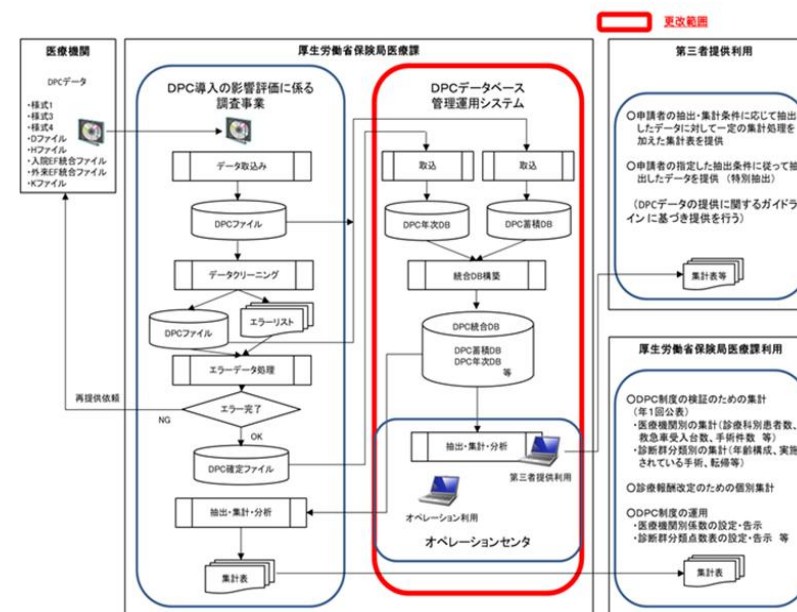 更改範囲
医療機関
DPCデータ
・様式1
・様式3
・様式4
・Dファイル
・Hファイル
・入院EF統合ファイル
・外来EF統合ファイル
・Kファイル
厚生労働省保険局医療課
DPC導入の影響評価に係る
調査事業
データ取込み
DPCファイル
データクリーニング
DPCファイル
エラーリスト
エラーデータ処理
再提供依頼
エラー完了
NG
OK
DPC確定ファイル
抽出・集計・分析
集計表
DPCデータベース
管理運用システム
取込
取込
DPC年次DB
DPC蓄積DB
統合DB構築
DPC統合DB
DPC蓄積DB
DPC年次DB
等
抽出・集計・分析
第三者提供利用
オペレーション利用
オペレーションセンタ
第三者提供利用
○申請者の抽出・集計条件に応じて抽出
したデータに対して一定の集計処理を
加えた集計表を提供
○申請者の指定した抽出条件に従って抽
出したデータを提供 (特別抽出)
(DPCデータの提供に関するガイドラ
インに基づき提供を行う)
集計表等
厚生労働省保険局医療課利用
○DPC制度の検証のための集計
(年1回公表)
・医療機関別の集計(診療科別患者数、
救急車受入台数、手術件数 等)
・診断群分類別の集計(年齢構成、実施
されている手術、転帰等)
○診療報酬改定のための個別集計
○DPC制度の運用
・医療機関別係数の設定・告示
・診断群分類点数表の設定・告示 等
集計表